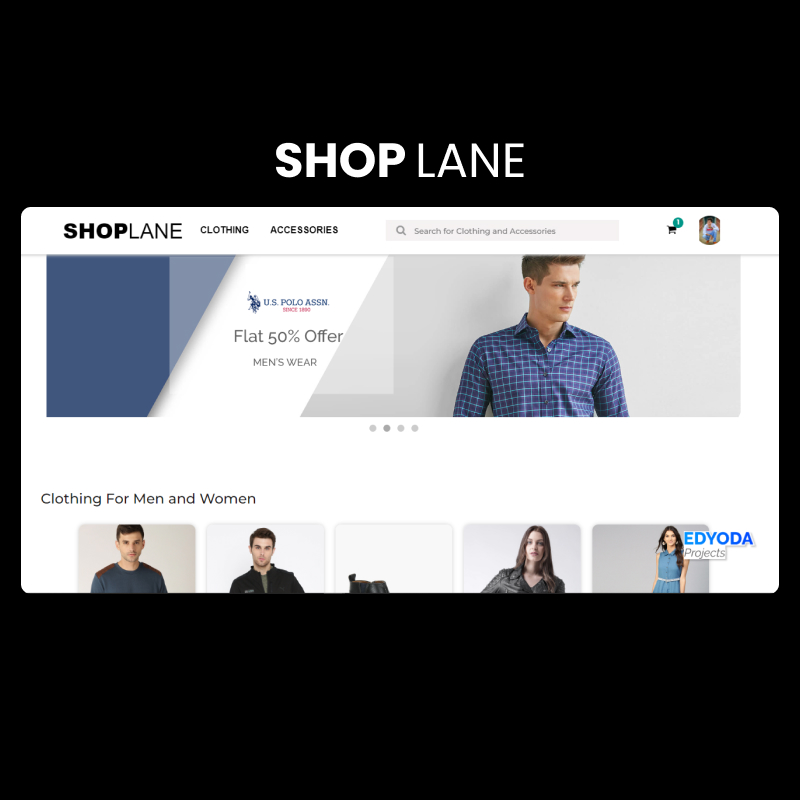 SHOP LANE
SHOPLANE CLOTHING ACCESSORIES Search for Clothing and Accessories 1
U.S. POLO ASSN.
SINCE 1890
Flat 50% Offer
MEN'S WEAR
Clothing For Men and Women
EDYODA
Projects